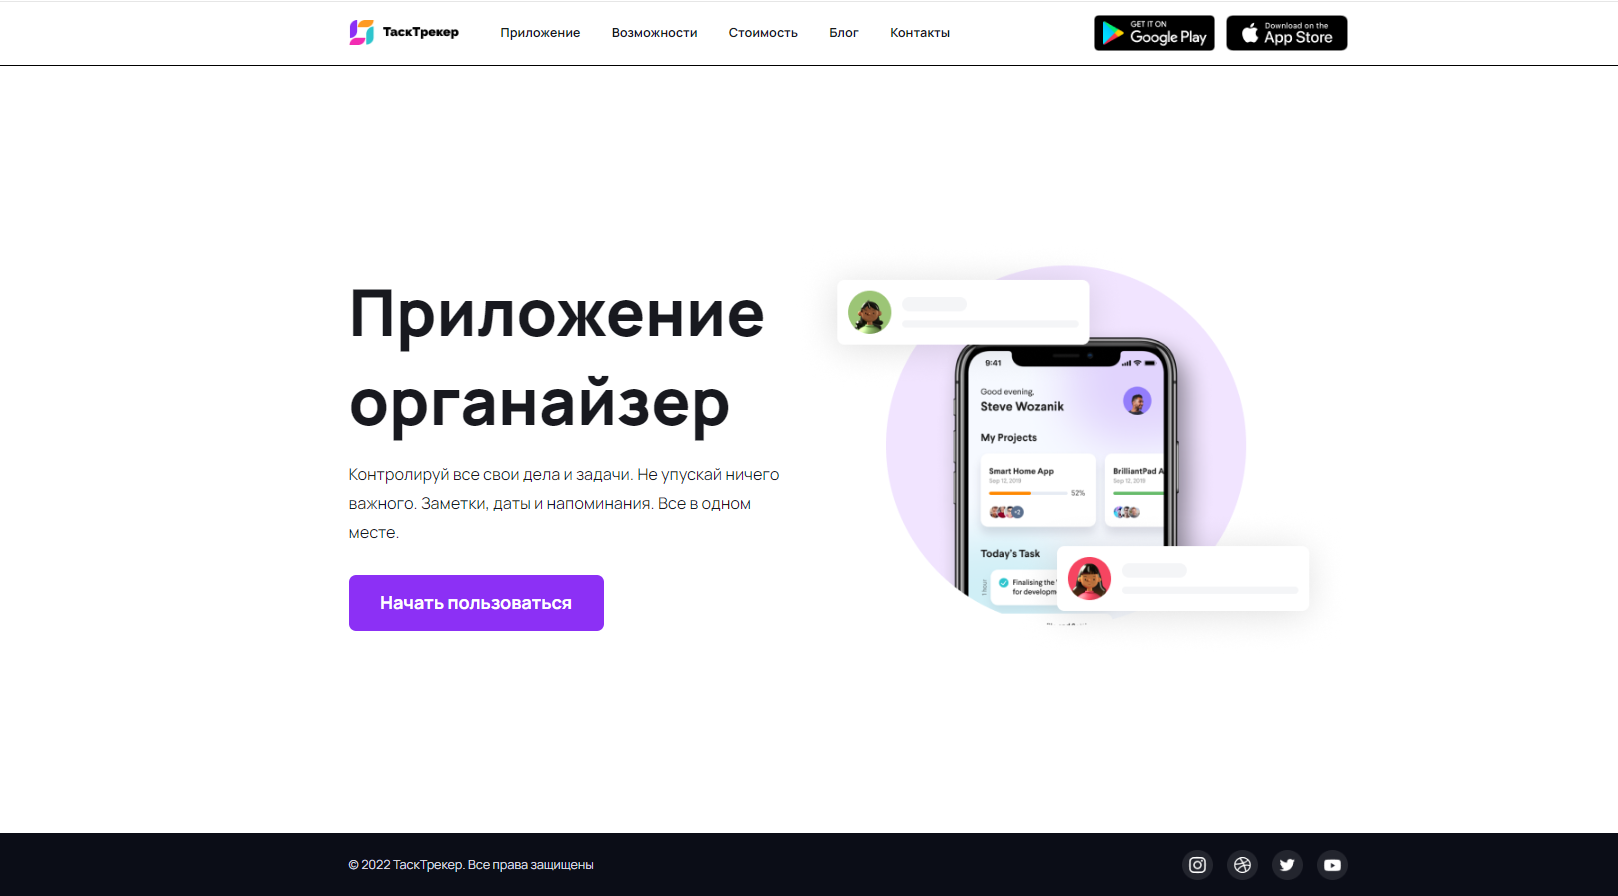 ТаскТрекер
Приложение
Возможности
Стоимость
Блог
Контакты
GET IT ON
Google Play
Download on the
App Store
Приложение
органайзер
Контролируй все свои дела и задачи. Не упускай ничего
важного. Заметки, даты и напоминания. Все в одном
месте.
Начать пользоваться
9:41
Good evening,
Steve Wozanik
My Projects
Smart Home App
Sep 12, 2019
52%
+2
BrilliantPad A
Sep 12, 2019
Today's Task
1 hour
Finalising the
for developm
© 2022 ТаскТрекер. Все права защищены